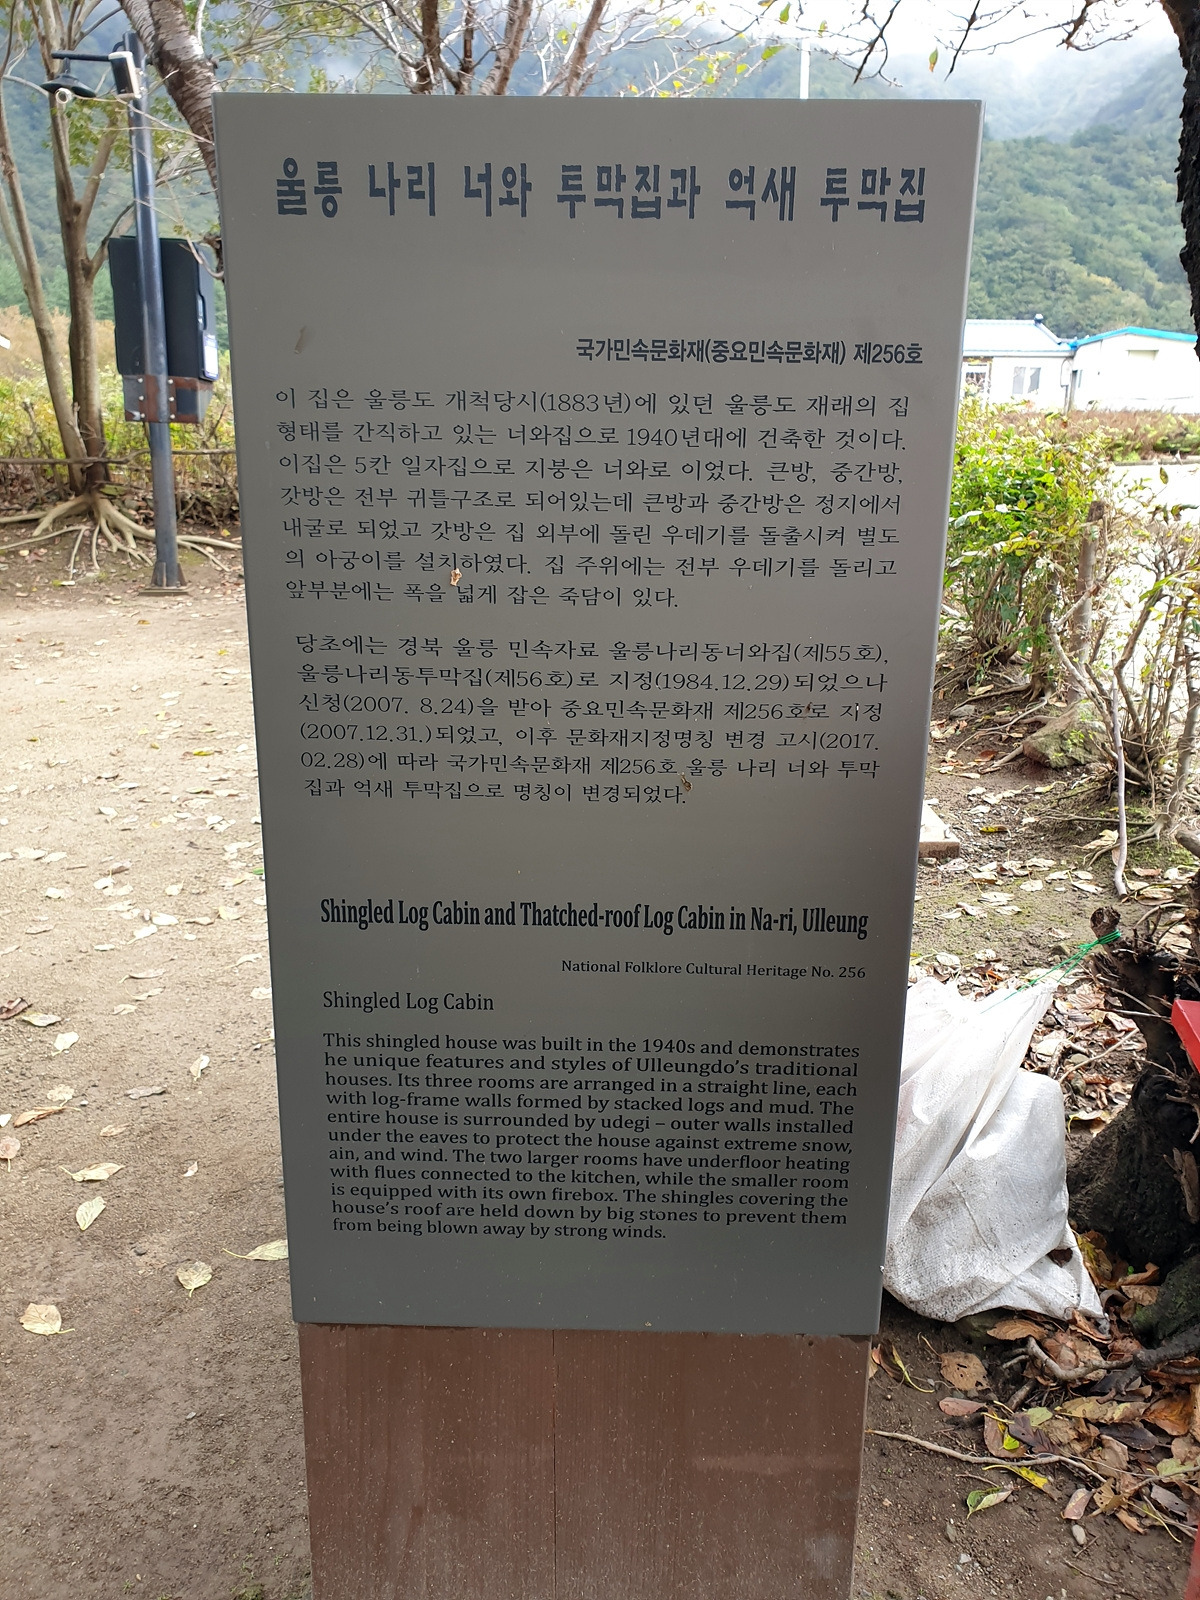 울릉 나리 너와 투막집과 억새 투막집
국가민속문화재(중요민속문화재) 제256호
이 집은 울릉도 개척당시(1883년)에 있던 울릉도 재래의 집
형태를 간직하고 있는 너와집으로 1940년대에 건축한 것이다.
이집은 5칸 일자집으로 지붕은 너와로 이었다. 큰방, 중간방,
갓방은 전부 귀틀구조로 되어있는데 큰방과 중간방은 정지에서
내굴로 되었고 갓방은 집 외부에 돌린 우데기를 돌출시켜 별도
의 아궁이를 설치하였다. 집 주위에는 전부 우데기를 돌리고
앞부분에는 폭을 넓게 잡은 죽담이 있다.
당초에는 경북 울릉 민속자료 울릉나리동너와집(제55호),
울릉나리동투막집(제56호)로 지정(1984.12.29)되었으나
신청(2007. 8.24)을 받아 중요민속문화재 제256호로 지정
(2007.12.31.)되었고, 이후 문화재지정명칭 변경 고시(2017.
02.28)에 따라 국가민속문화재 제256호 울릉 나리 너와 투막
집과 억새 투막집으로 명칭이 변경되었다.
Shingled Log Cabin and Thatched-roof Log Cabin in Na-ri, Ulleung
National Folklore Cultural Heritage No. 256
Shingled Log Cabin
This shingled house was built in the 1940s and demonstrates
he unique features and styles of Ulleungdo's traditional
houses. Its three rooms are arranged in a straight line, each
with log-frame walls formed by stacked logs and mud. The
entire house is surrounded by udegi – outer walls installed
under the eaves to protect the house against extreme snow,
ain, and wind. The two larger rooms have underfloor heating
with flues connected to the kitchen, while the smaller room
is equipped with its own firebox. The shingles covering the
house's roof are held down by big stones to prevent them
from being blown away by strong winds.